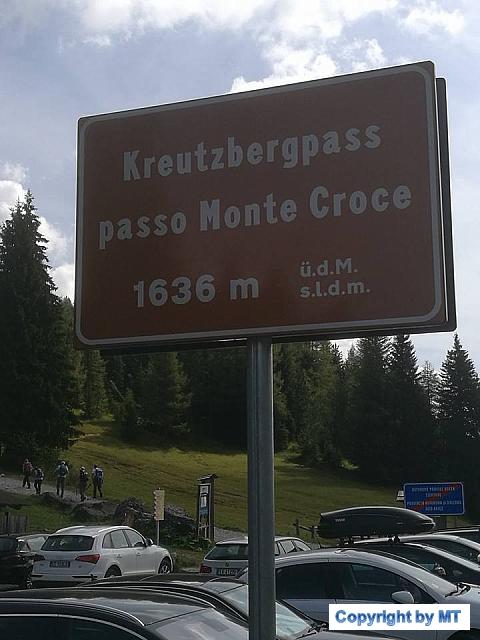 Kreutzbergpass
passo Monte Croce
1636 m
ü.d.M.
s.l.d.m.
Copyright by MT